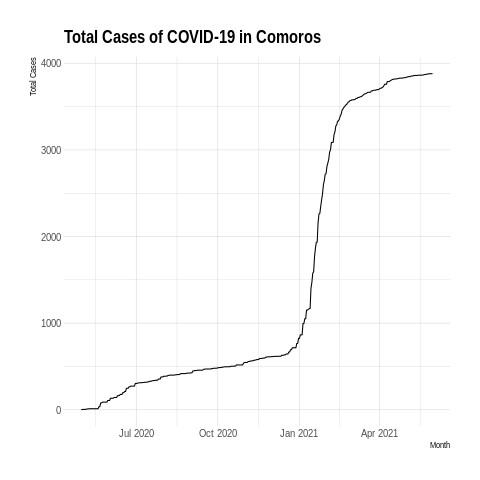 Total Cases of COVID-19 in Comoros
Total Cases
4000
3000
2000
1000
0
Jul 2020 Oct 2020 Jan 2021 Apr 2021
Month